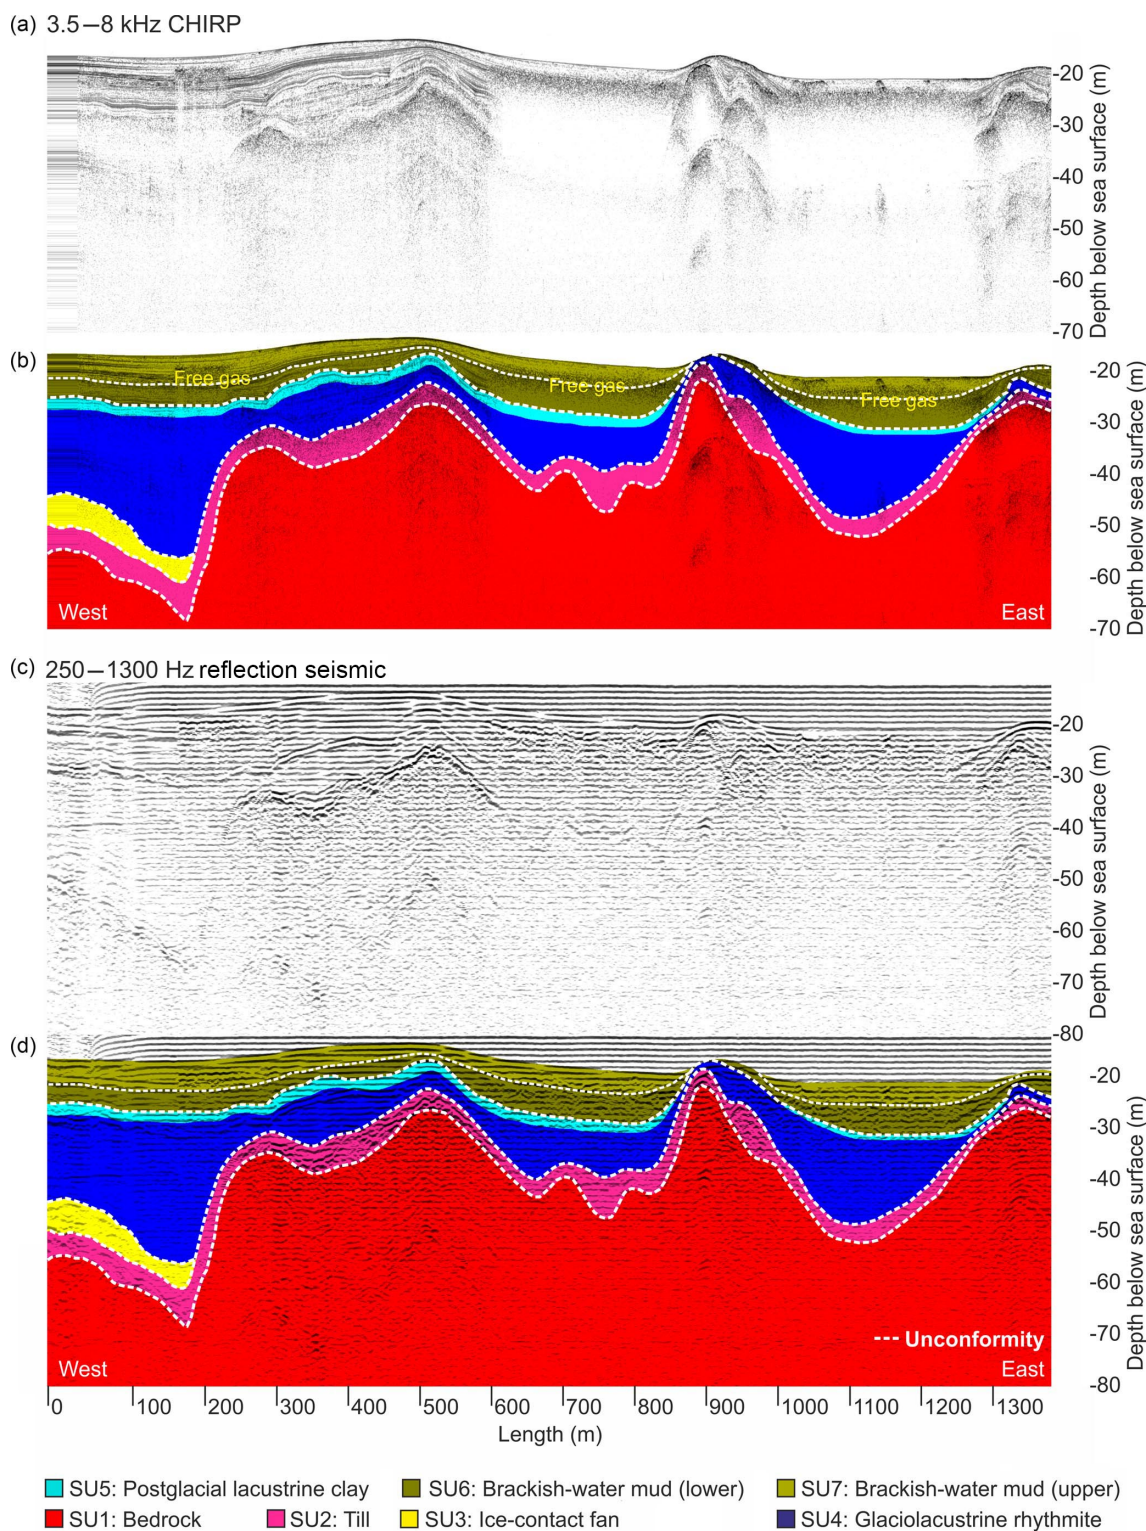 (a) 3.5–8 kHz CHIRP
-20
-30
-40
-50
-60
-70
Depth below sea surface (m)
(b)
Free gas
Free gas
Free gas
-20
-30
-40
-50
-60
-70
Depth below sea surface (m)
West
East
(c) 250–1300 Hz reflection seismic
-20
-30
-40
-50
-60
-70
-80
Depth below sea surface (m)
(d)
-20
-30
-40
-50
-60
-70
-80
Depth below sea surface (m)
Unconformity
West
East
0 100 200 300 400 500 600 700 800 900 1000 1100 1200 1300
Length (m)
SU5: Postglacial lacustrine clay SU6: Brackish-water mud (lower) SU7: Brackish-water mud (upper)
SU1: Bedrock SU2: Till SU3: Ice-contact fan SU4: Glaciolacustrine rhythmite